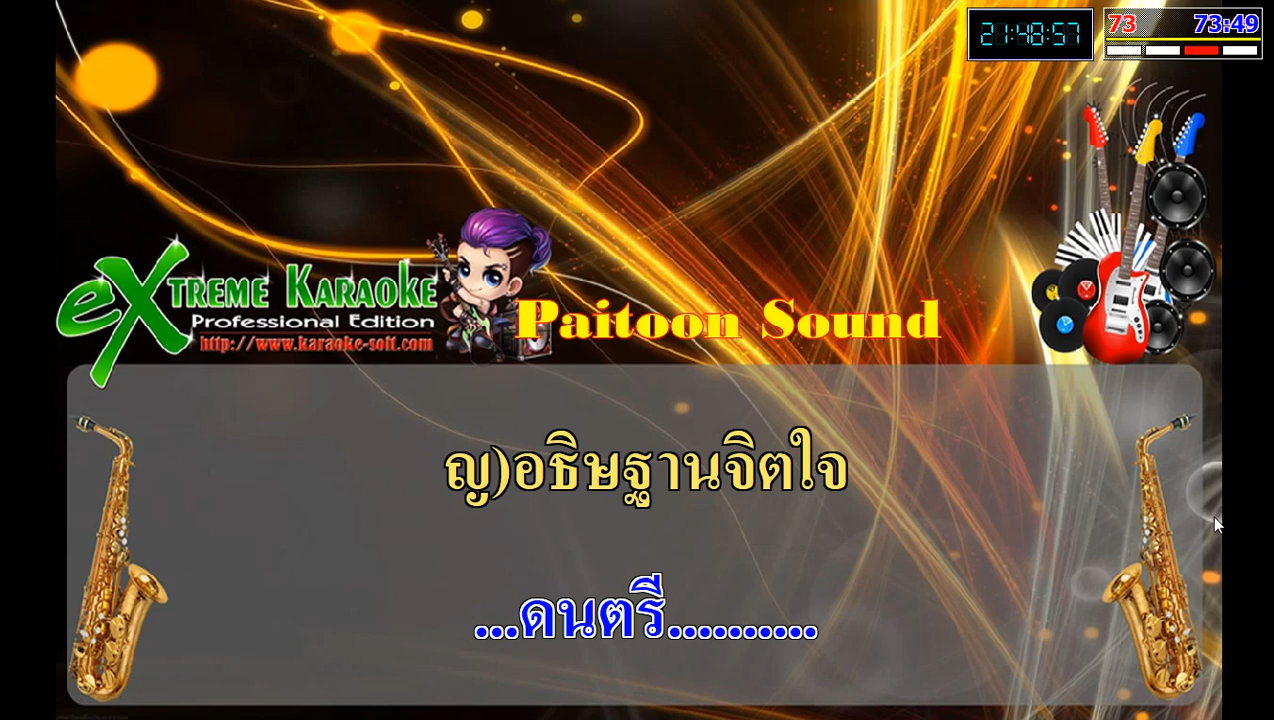 21:48:57
73 73:49
eXTREME KARAOKE
Professional Edition
http://www.karaoke-soft.com
Paitoon Sound
ญ)อธิษฐานจิตใจ
...ดนตรี..........